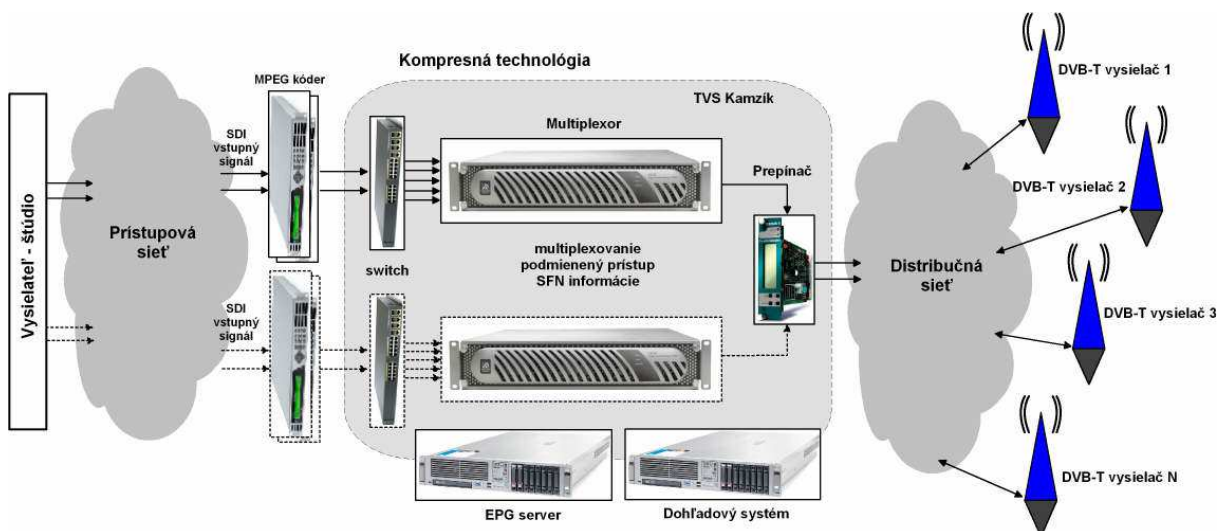 Kompresná technológia
Vysielateľ - štúdio
Prístupová
sieť
SDI
vstupný
signál
MPEG kóder
TVS Kamzík
Multiplexor
Prepínač
switch
multiplexovanie
podmienený prístup
SFN informácie
SDI
vstupný
signál
EPG server
Dohľadový systém
Distribučná
sieť
DVB-T vysielač 1
DVB-T vysielač 2
DVB-T vysielač 3
DVB-T vysielač N